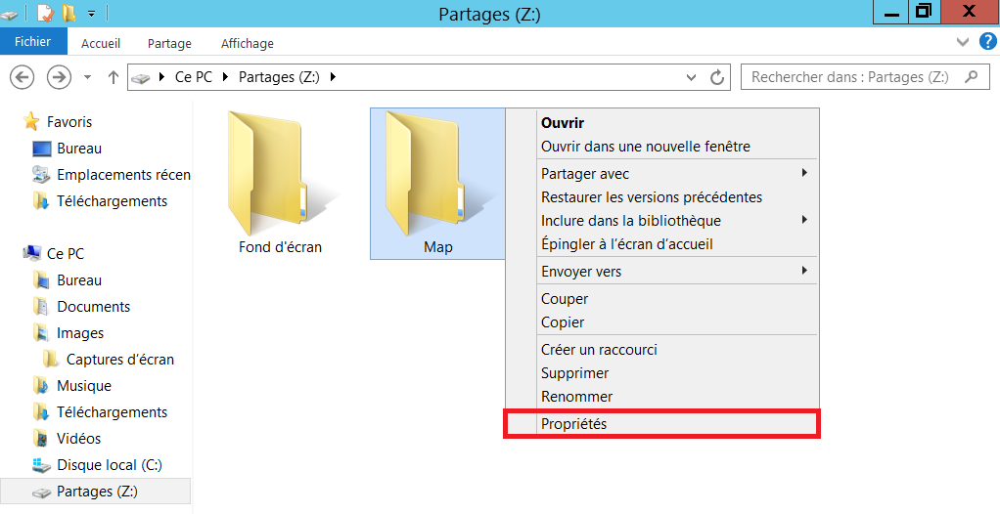 Partages (Z:)
Fichier
Accueil
Partage
Affichage
Ce PC
Partages (Z:)
Rechercher dans : Partages (Z:)
Favoris
Bureau
Emplacements récen
Téléchargements
Ce PC
Bureau
Documents
Images
Captures d'écran
Musique
Téléchargements
Vidéos
Disque local (C:)
Partages (Z:)
Fond d'écran
Map
Ouvrir
Ouvrir dans une nouvelle fenêtre
Partager avec
Restaurer les versions précédentes
Inclure dans la bibliothèque
Épingler à l'écran d'accueil
Envoyer vers
Couper
Copier
Créer un raccourci
Supprimer
Renommer
Propriétés